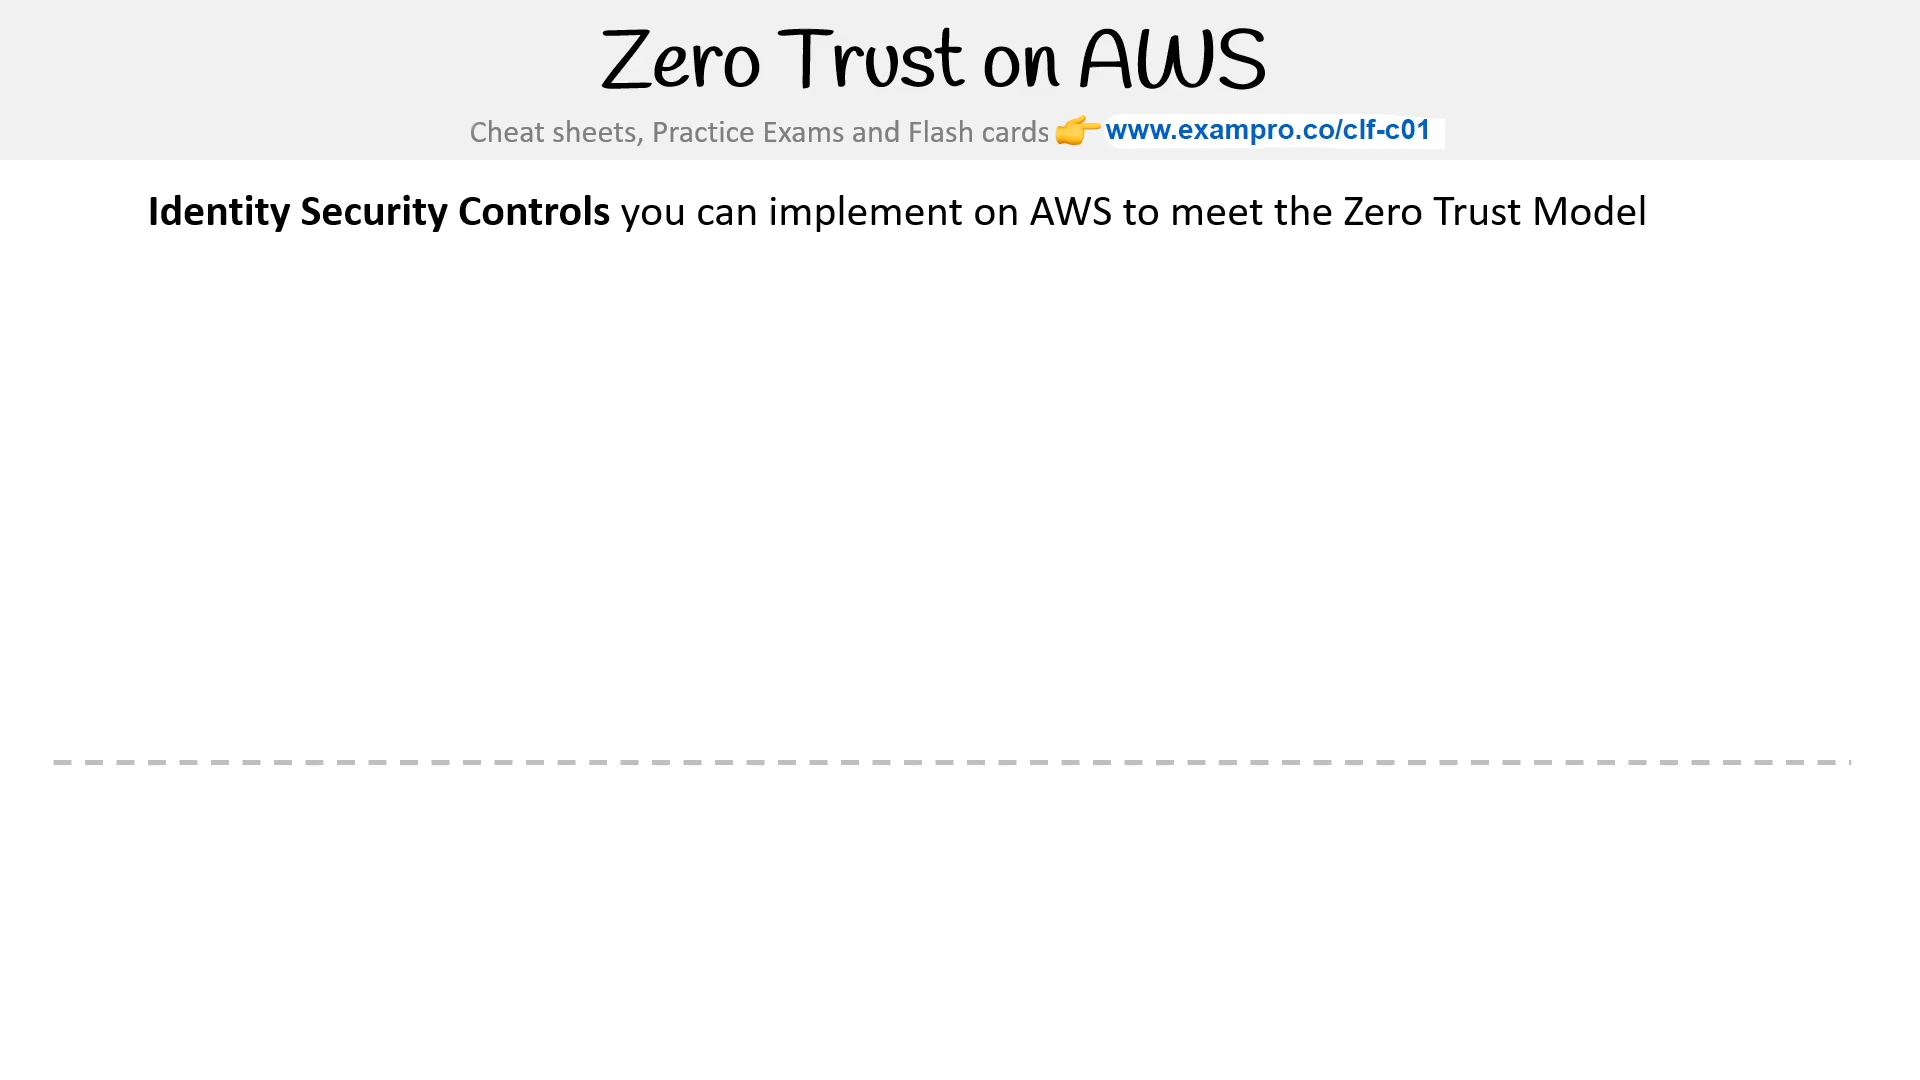 Zero Trust on AWS
Cheat sheets, Practice Exams and Flash cards 👉 www.exampro.co/clf-c01
Identity Security Controls you can implement on AWS to meet the Zero Trust Model